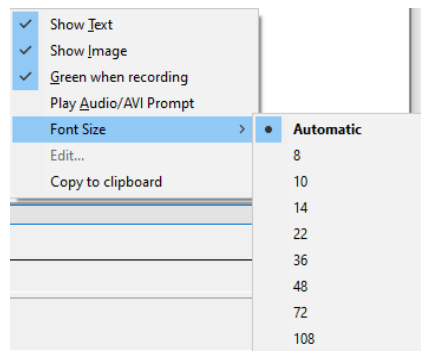 Show Text
Show Image
Green when recording
Play Audio/AVI Prompt
Font Size
Edit...
Copy to clipboard
Automatic
8
10
14
22
36
48
72
108